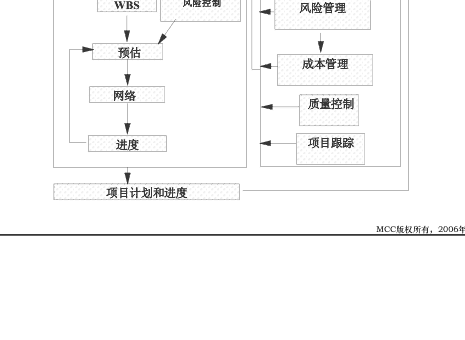 WBS
风险控制
预估
网络
进度
项目计划和进度
风险管理
成本管理
质量控制
项目跟踪
MCC版权所有，2006年